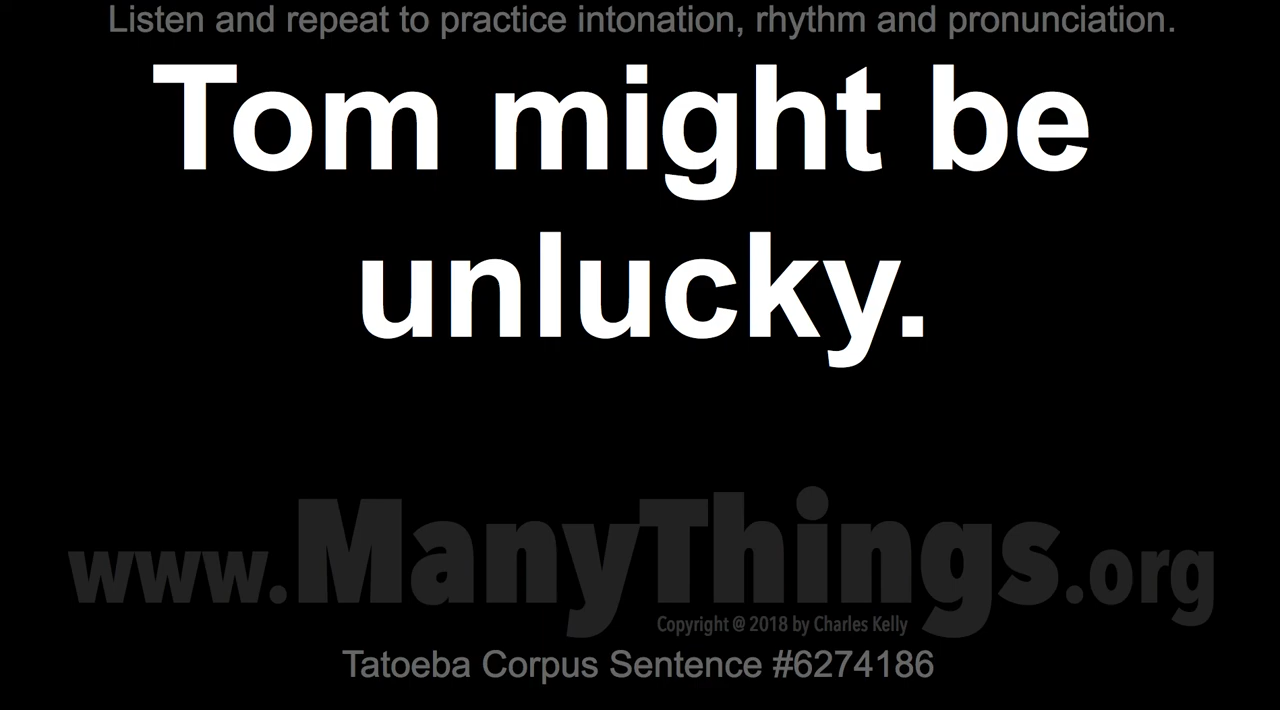 Listen and repeat to practice intonation, rhythm and pronunciation.
Tom might be
unlucky.
www.ManyThings.org
Copyright @ 2018 by Charles Kelly
Tatoeba Corpus Sentence #6274186